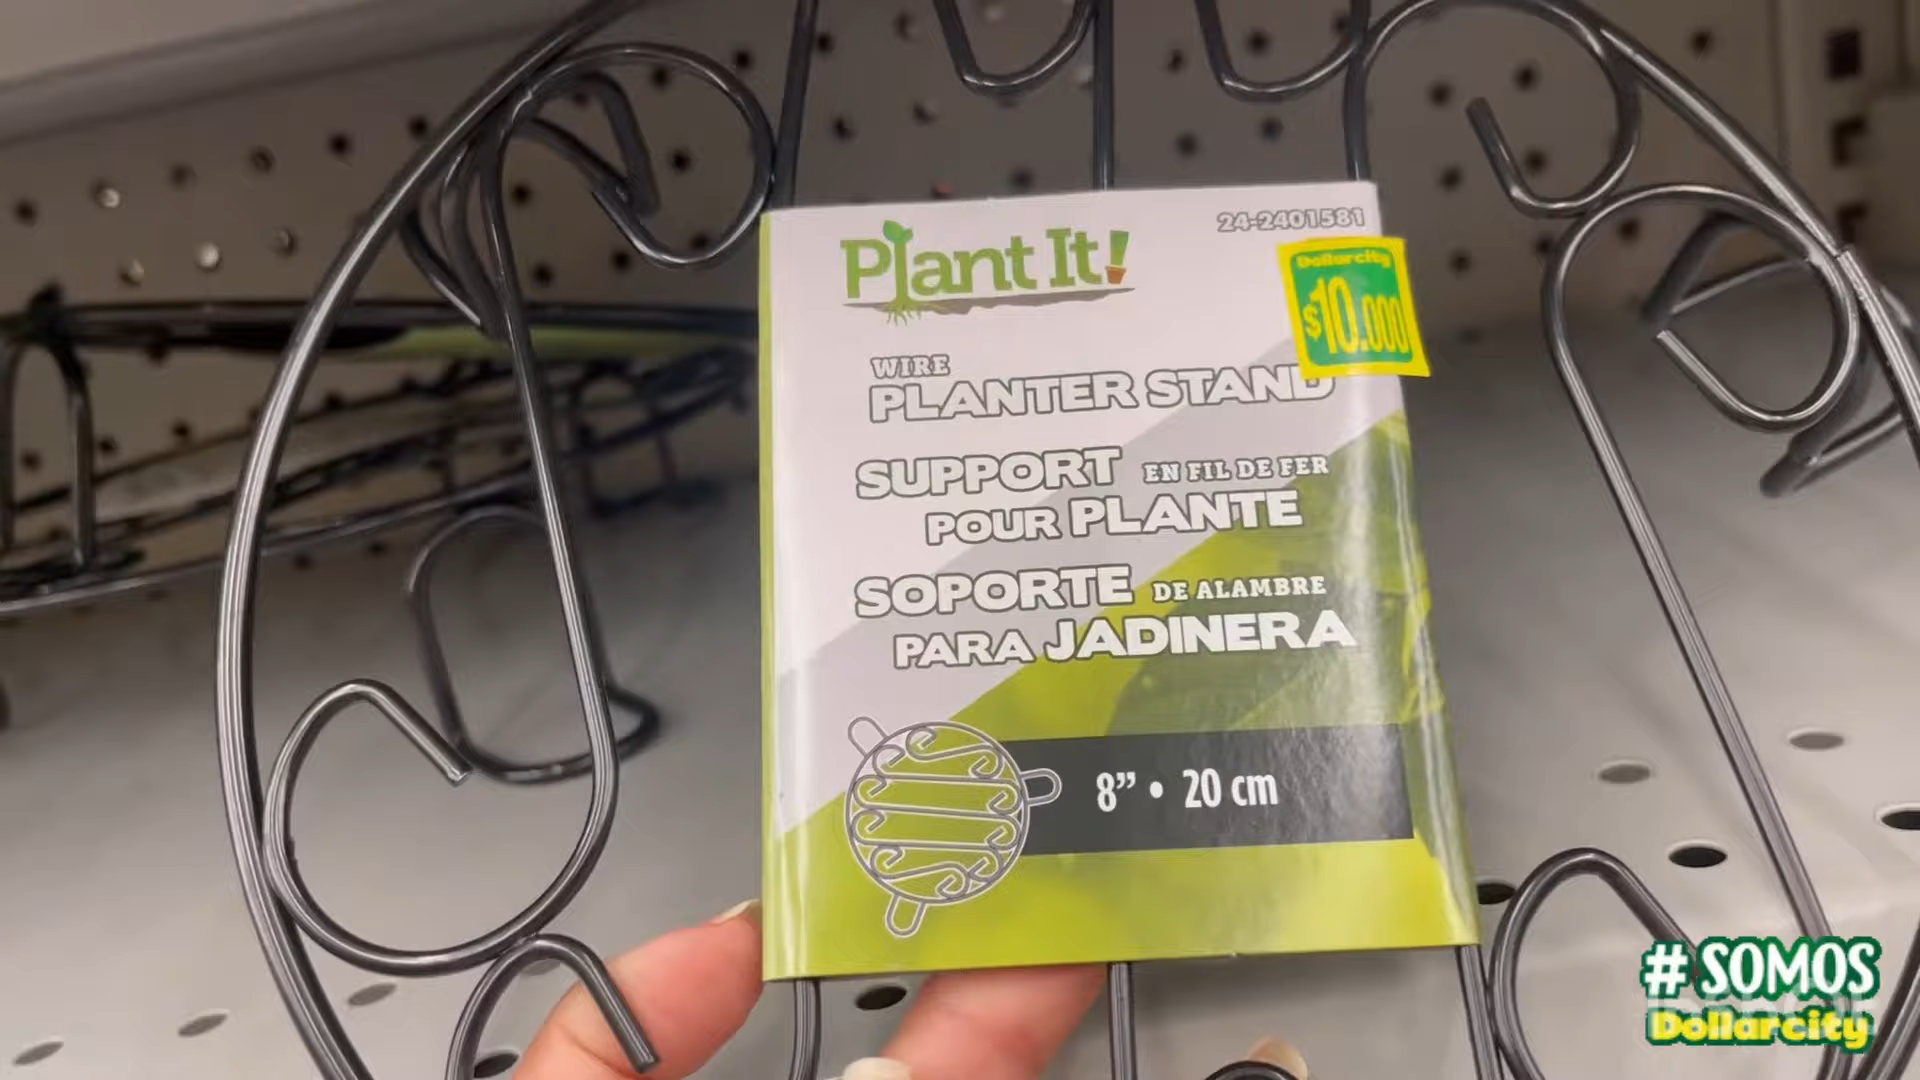 Plant It!
24-2401581
Dollarcity
$10.000
WIRE
PLANTER STAND
SUPPORT EN FIL DE FER
POUR PLANTE
SOPORTE DE ALAMBRE
PARA JADINERA
8” • 20 cm
# SOMOS
Dollarcity